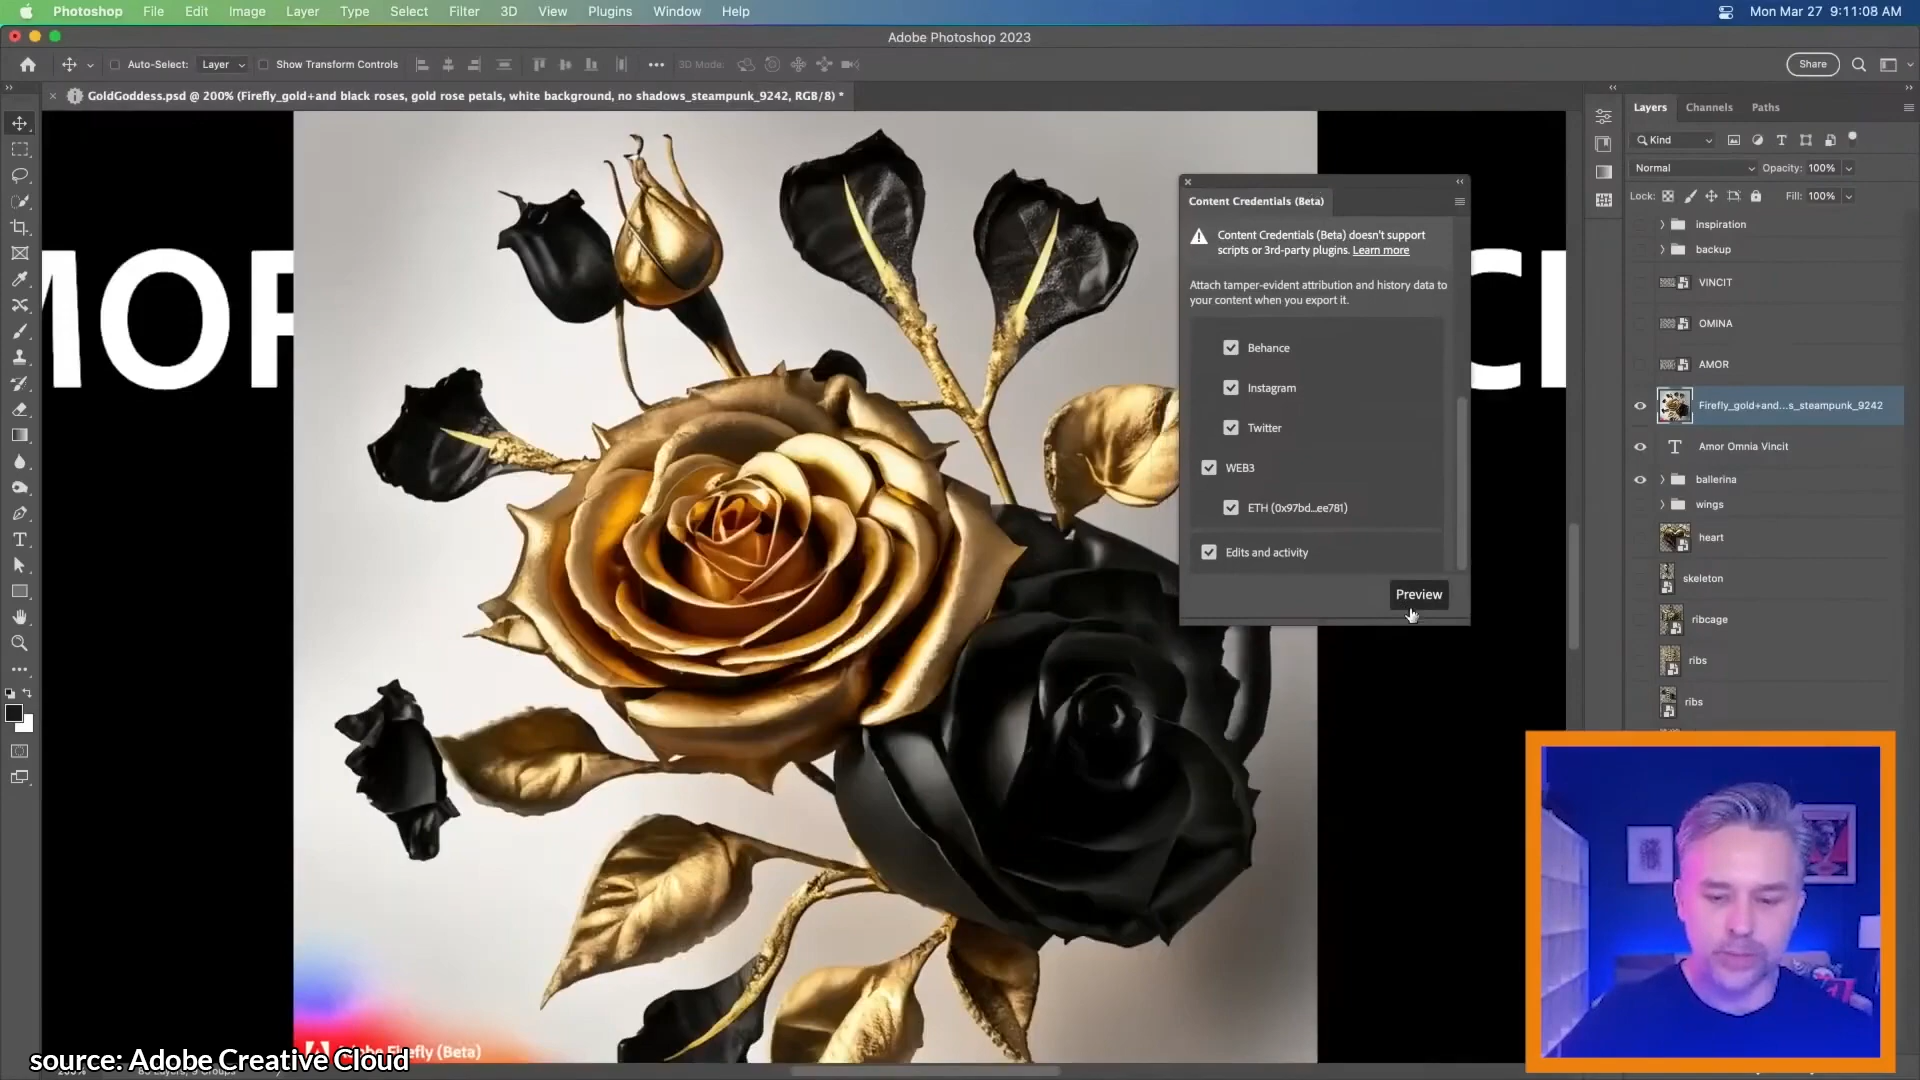 Photoshop File Edit Image Layer Type Select Filter 3D View Plugins Window Help Mon Mar 27 9:11:08 AM
Adobe Photoshop 2023
Auto-Select: Layer Show Transform Controls 3D Mode: Share
GoldGoddess.psd @ 200% (Firefly_gold+and black roses, gold rose petals, white background, no shadows_steampunk_9242, RGB/8) *
Layers Channels Paths
Kind
Normal Opacity: 100%
Lock: Fill: 100%
inspiration
backup
VINCIT
OMINA
AMOR
Firefly_gold+and...s_steampunk_9242
Amor Omnia Vincit
ballerina
wings
heart
skeleton
ribcage
ribs
ribs
Content Credentials (Beta)
Content Credentials (Beta) doesn't support
scripts or 3rd-party plugins. Learn more
Attach tamper-evident attribution and history data to
your content when you export it.
Behance
Instagram
Twitter
WEB3
ETH (0x97bd...ee781)
Edits and activity
Preview
MOR
CI
source: Adobe Creative Cloud